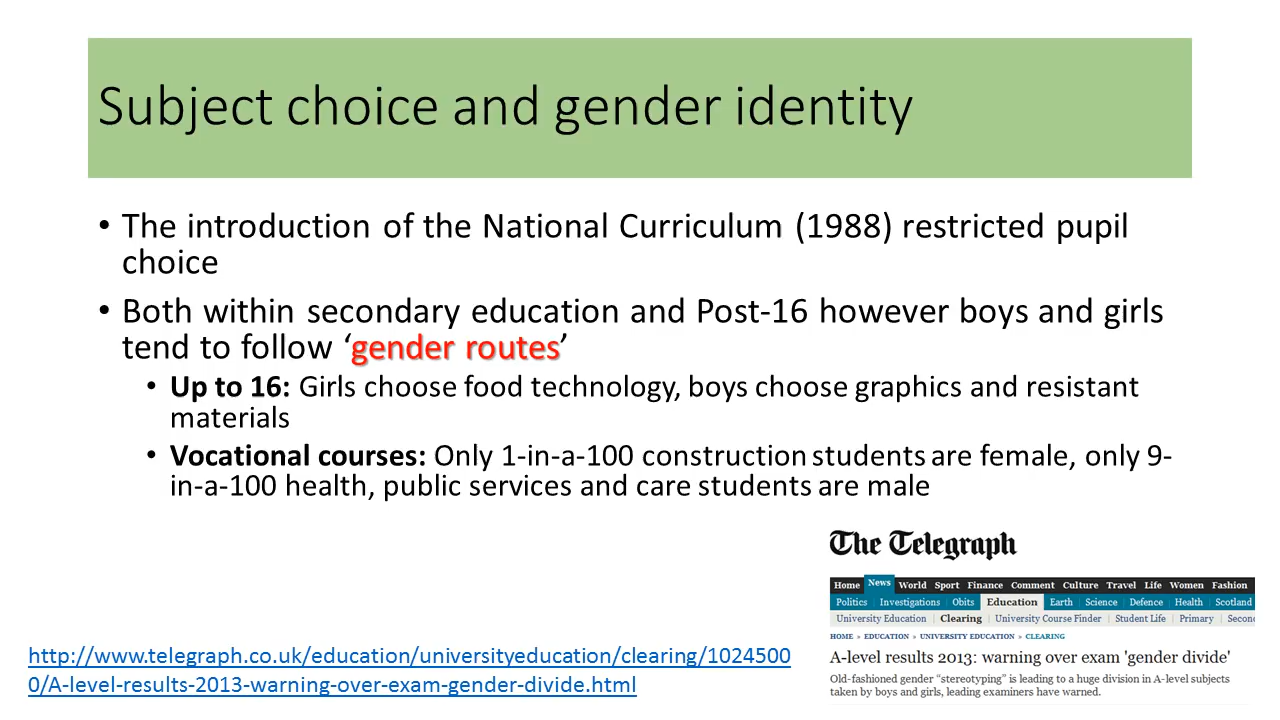 Subject choice and gender identity
• The introduction of the National Curriculum (1988) restricted pupil
choice
• Both within secondary education and Post-16 however boys and girls
tend to follow ‘gender routes’
• Up to 16: Girls choose food technology, boys choose graphics and resistant
materials
• Vocational courses: Only 1-in-a-100 construction students are female, only 9-
in-a-100 health, public services and care students are male
The Telegraph
Home News World Sport Finance Comment Culture Travel Life Women Fashion
Politics Investigations Obits Education Earth Science Defence Health Scotland
University Education Clearing University Course Finder Student Life Primary Secon
HOME » EDUCATION » UNIVERSITY EDUCATION » CLEARING
A-level results 2013: warning over exam 'gender divide'
Old-fashioned gender “stereotyping” is leading to a huge division in A-level subjects
taken by boys and girls, leading examiners have warned.
http://www.telegraph.co.uk/education/universityeducation/clearing/1024500
0/A-level-results-2013-warning-over-exam-gender-divide.html